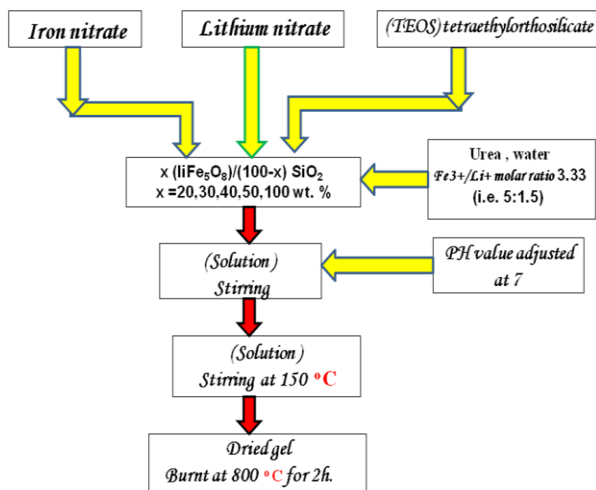 Iron nitrate
Lithium nitrate
(TEOS) tetraethylorthosilicate
x (liFe₅O₈)/(100-x) SiO₂
x =20,30,40,50,100 wt. %
Urea , water
Fe3+/Li+ molar ratio 3.33
(i.e. 5:1.5)
(Solution)
Stirring
PH value adjusted
at 7
(Solution)
Stirring at 150 °C
Dried gel
Burnt at 800 °C for 2h.